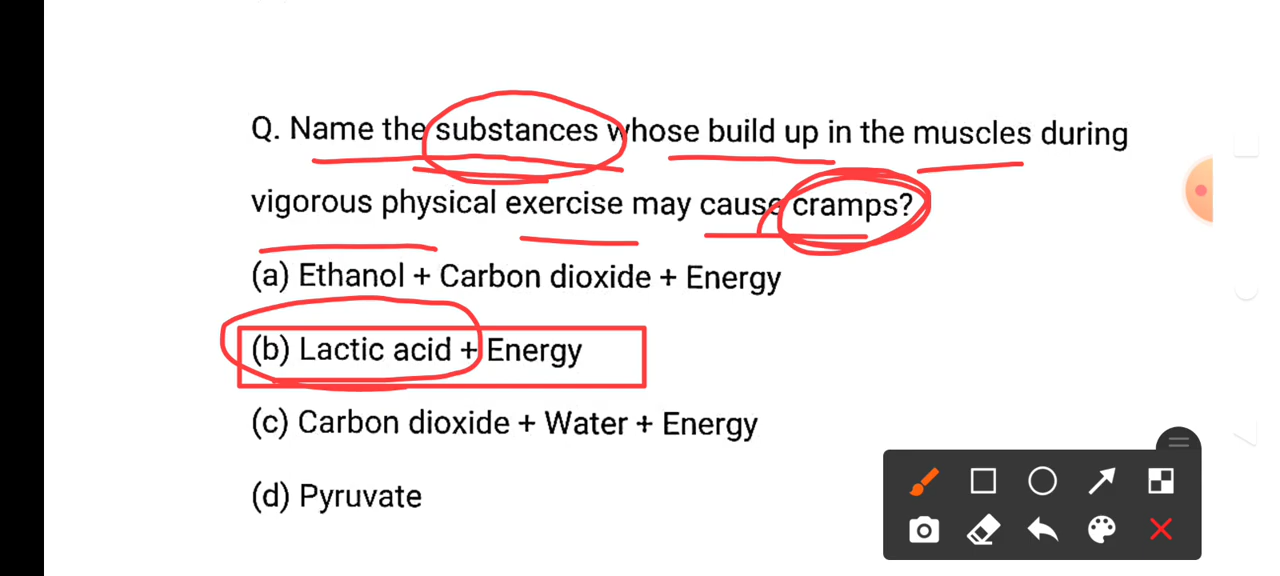 Q. Name the substances whose build up in the muscles during
vigorous physical exercise may cause cramps?
(a) Ethanol + Carbon dioxide + Energy
(b) Lactic acid + Energy
(c) Carbon dioxide + Water + Energy
(d) Pyruvate